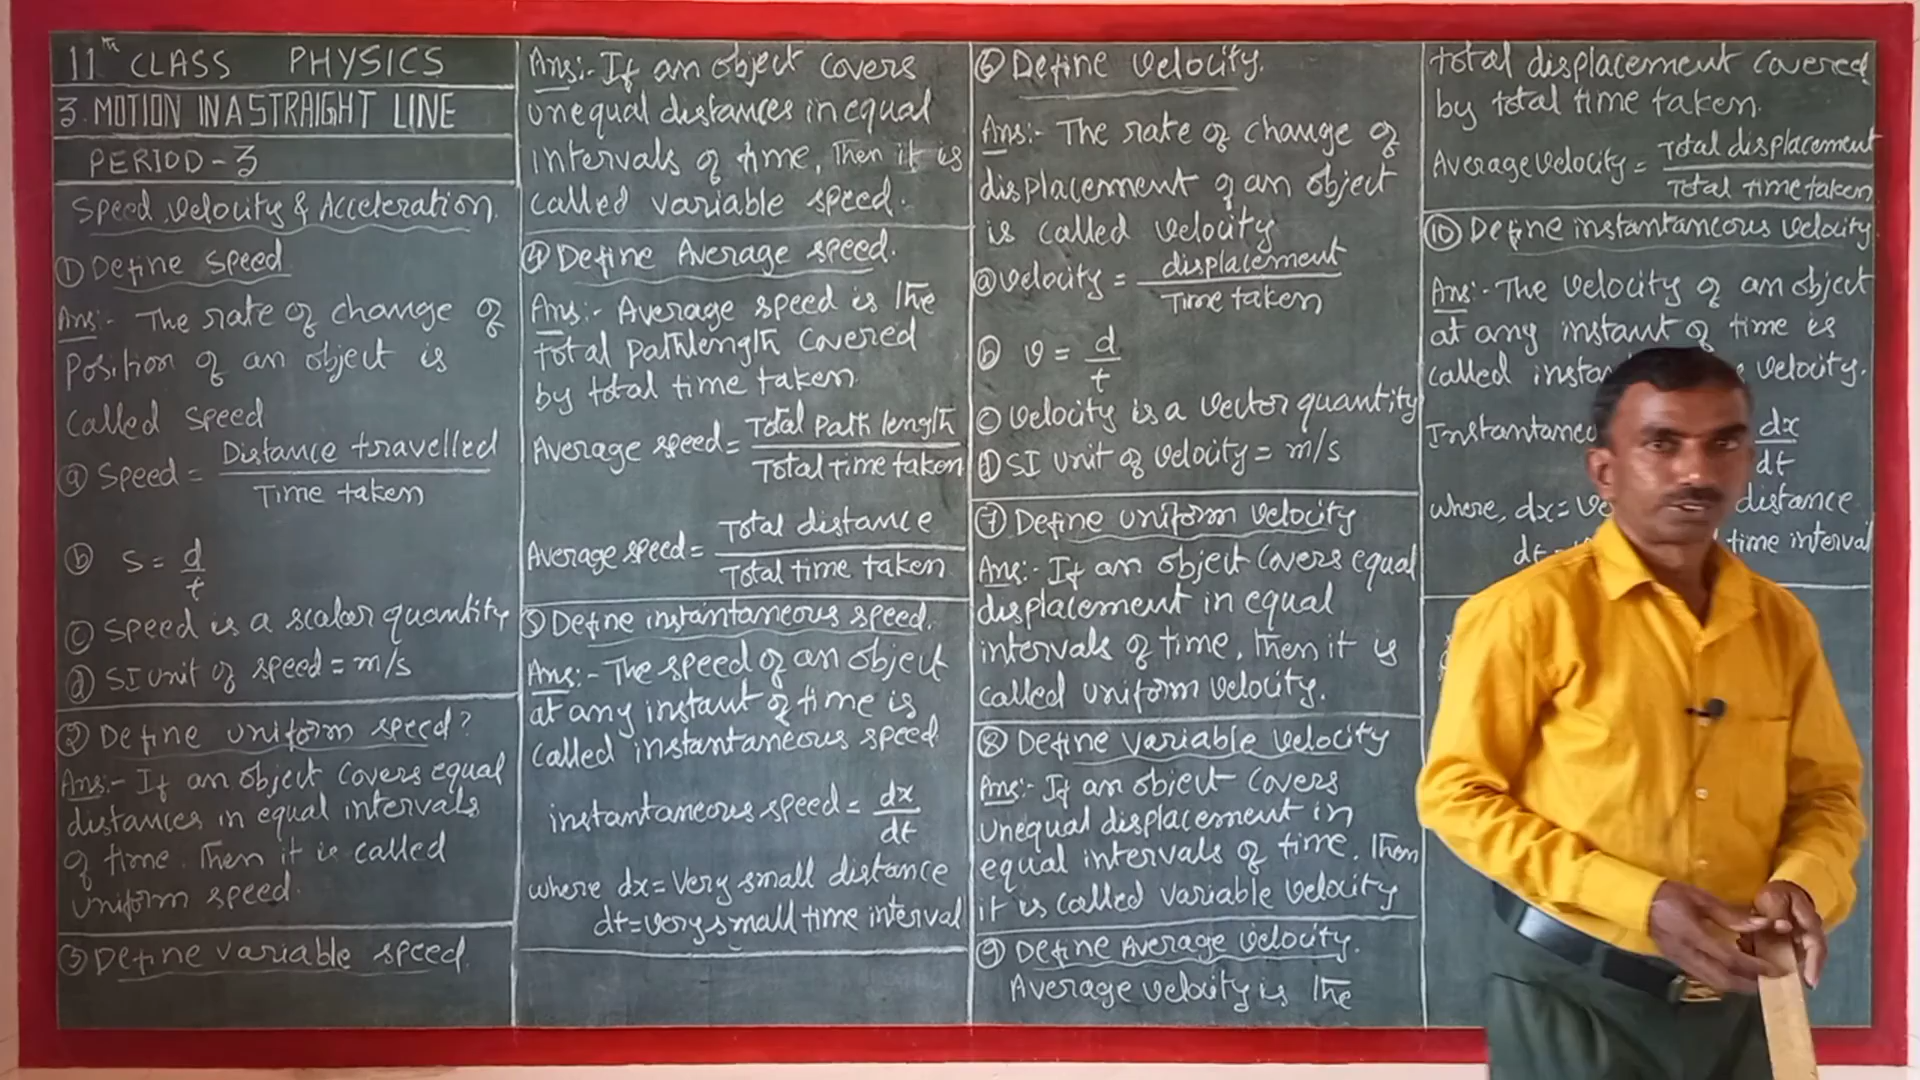 11th CLASS PHYSICS
3. MOTION IN A STRAIGHT LINE
PERIOD-3
Speed, velocity & Acceleration.
① Define speed
Ans:- The rate of change of
Position of an object is
called speed
ⓐ Speed = Distance travelled / Time taken
ⓑ s = d/t
ⓒ Speed is a scalar quantity
ⓓ SI unit of speed = m/s
② Define uniform speed?
Ans:- If an object covers equal
distances in equal intervals
of time. Then it is called
uniform speed.
③ Define variable speed.
Ans:- If an object covers
unequal distances in equal
intervals of time, Then it is
called variable speed.
④ Define Average speed.
Ans:- Average speed is the
total pathlength covered
by total time taken.
Average speed = Total Path length / Total time taken
Average speed = Total distance / Total time taken
⑤ Define instantaneous speed.
Ans:- The speed of an object
at any instant of time is
called instantaneous speed
instantaneous speed = dx/dt
where dx = Very small distance
dt = very small time interval
⑥ Define velocity.
Ans:- The rate of change of
displacement of an object
is called velocity
ⓐ velocity = displacement / Time taken
ⓑ v = d/t
ⓒ velocity is a vector quantity
ⓓ SI unit of velocity = m/s
⑦ Define uniform velocity
Ans:- If an object covers equal
displacement in equal
intervals of time, then it is
called uniform velocity.
⑧ Define variable velocity
Ans:- If an object covers
unequal displacement in
equal intervals of time, then
it is called variable velocity
⑨ Define Average velocity.
Average velocity is the
total displacement covered
by total time taken.
Average velocity = Total displacement / Total time taken
⑩ Define instantaneous velocity.
Ans:- The velocity of an object
at any instant of time is
called velocity.
dx/dt
where, dx = distance
dt = time interval